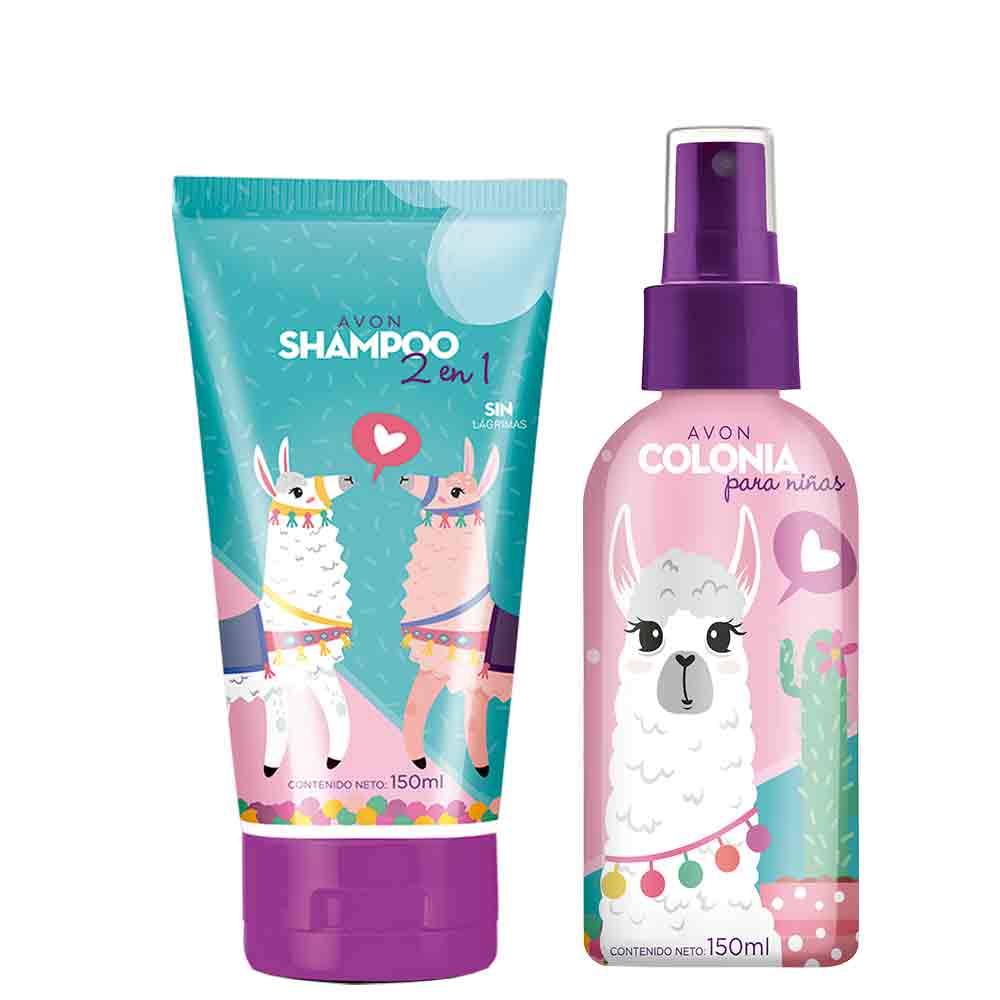 AVON
SHAMPOO
2 en 1
SIN
LÁGRIMAS
CONTENIDO NETO: 150ml
AVON
COLONIA
para niñas
CONTENIDO NETO: 150ml